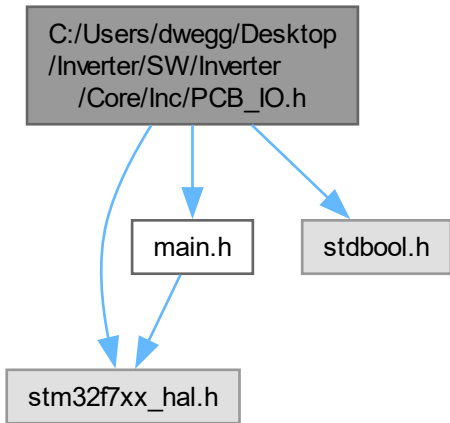 C:/Users/dwegg/Desktop
/Inverter/SW/Inverter
/Core/Inc/PCB_IO.h
main.h
stdbool.h
stm32f7xx_hal.h